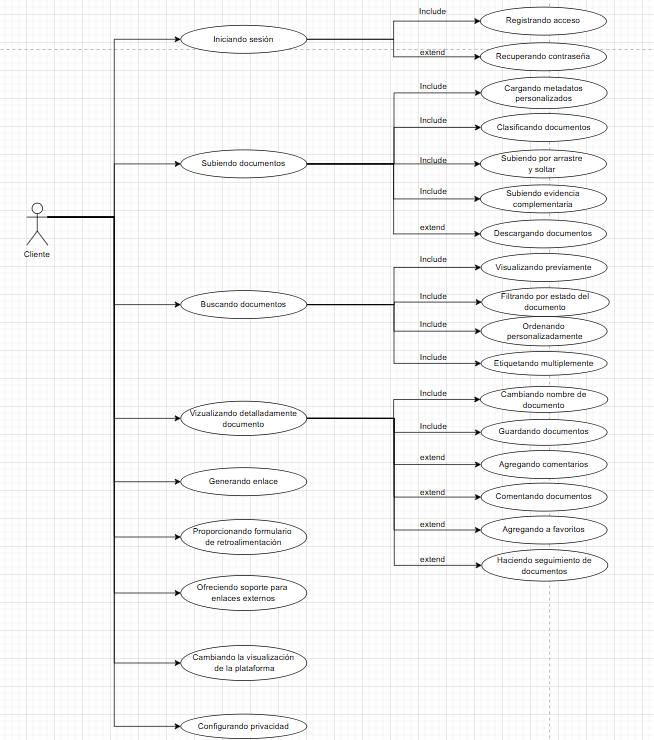 Include
Registrando acceso
Iniciando sesión
extend
Recuperando contraseña
Include
Cargando metadatos
personalizados
Include
Clasificando documentos
Subiendo documentos
Include
Subiendo por arrastre
y soltar
Include
Subiendo evidencia
complementaria
extend
Descargando documentos
Cliente
Include
Visualizando previamente
Buscando documentos
Include
Filtrando por estado del
documento
Include
Ordenando
personalizadamente
Include
Etiquetando multiplemente
Include
Cambiando nombre de
documento
Vizualizando detalladamente
documento
Include
Guardando documentos
extend
Agregando comentarios
Generando enlace
extend
Comentando documentos
Proporcionando formulario
de retroalimentación
extend
Agregando a favoritos
extend
Haciendo seguimiento de
documentos
Ofreciendo soporte para
enlaces externos
Cambiando la visualización
de la plataforma
Configurando privacidad